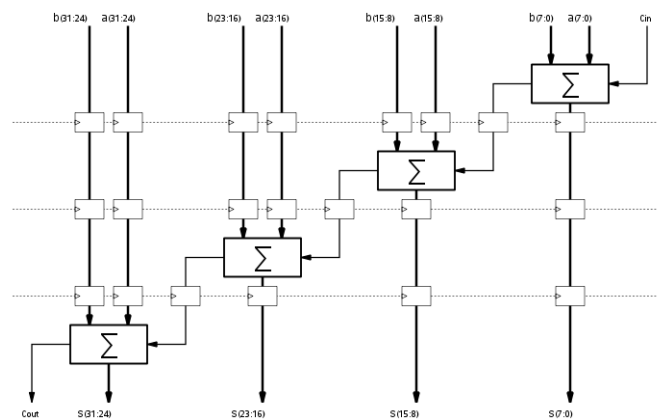 b(31:24) a(31:24) b(23:16) a(23:16) b(15:8) a(15:8) b(7:0) a(7:0) Cin
Σ
Σ
Σ
Σ
Cout S(31:24) S(23:16) S(15:8) S(7:0)